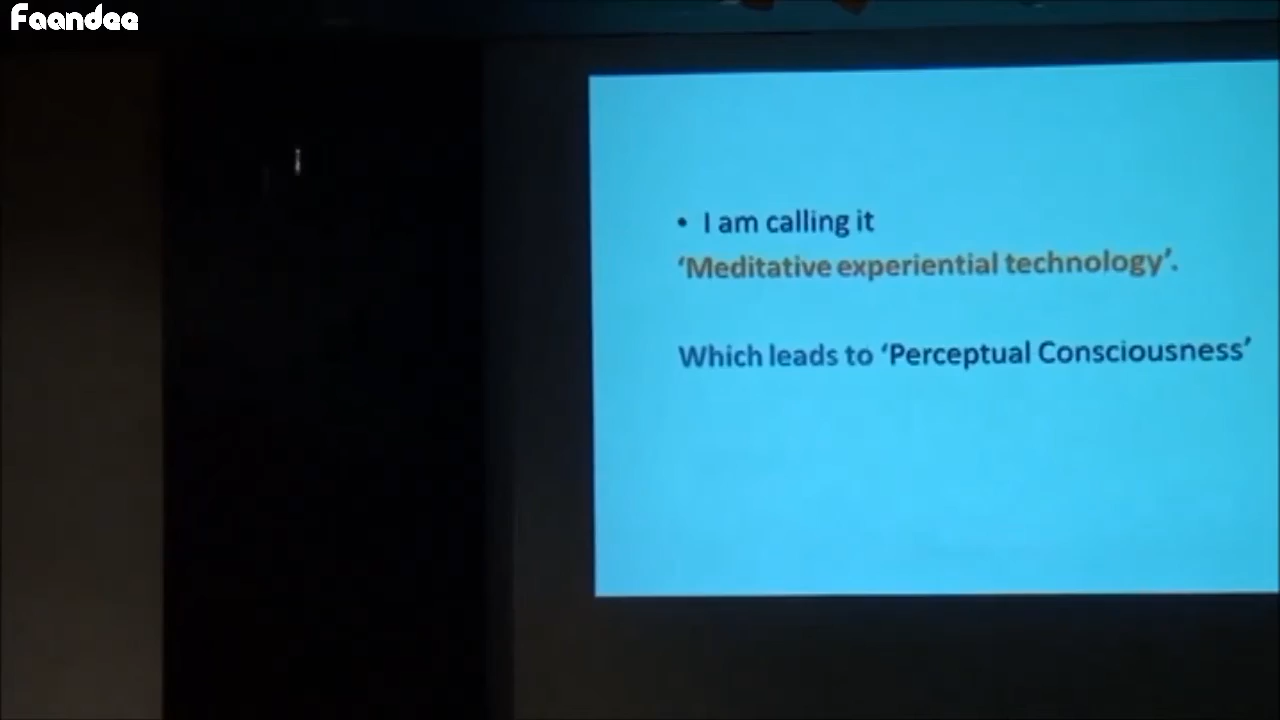 Faandee
• I am calling it
‘Meditative experiential technology’.
Which leads to ‘Perceptual Consciousness’